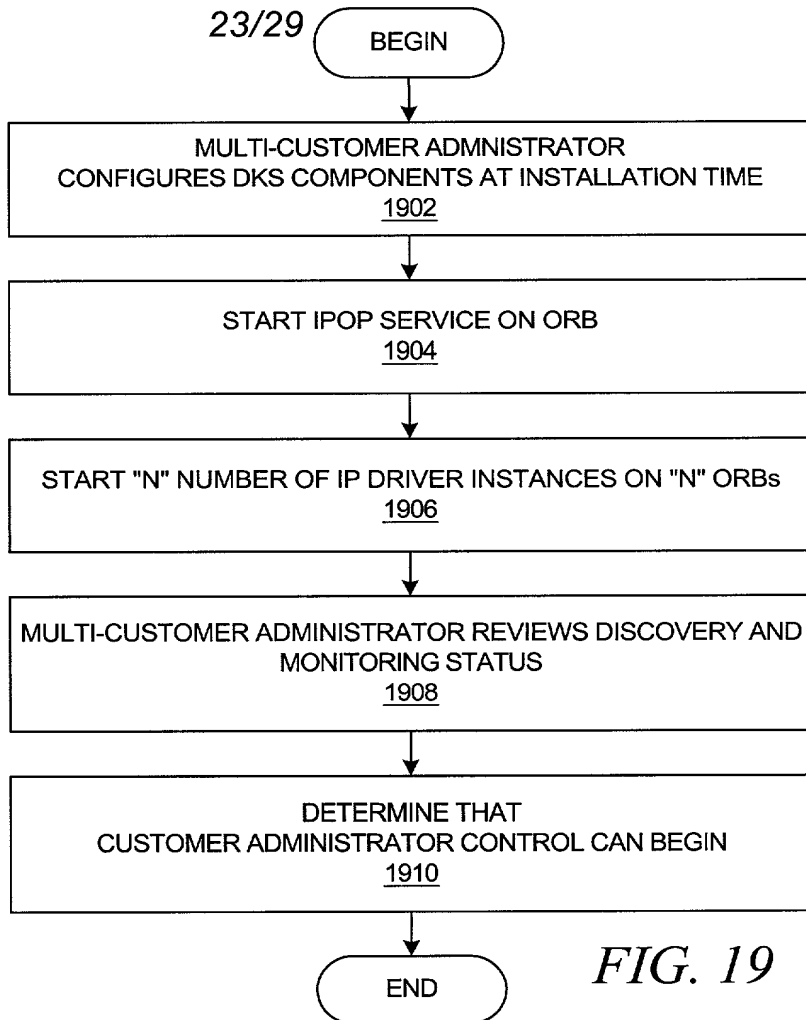 23/29
BEGIN
MULTI-CUSTOMER ADMNISTRATOR
CONFIGURES DKS COMPONENTS AT INSTALLATION TIME
1902
START IPOP SERVICE ON ORB
1904
START "N" NUMBER OF IP DRIVER INSTANCES ON "N" ORBs
1906
MULTI-CUSTOMER ADMINISTRATOR REVIEWS DISCOVERY AND
MONITORING STATUS
1908
DETERMINE THAT
CUSTOMER ADMINISTRATOR CONTROL CAN BEGIN
1910
END
FIG. 19